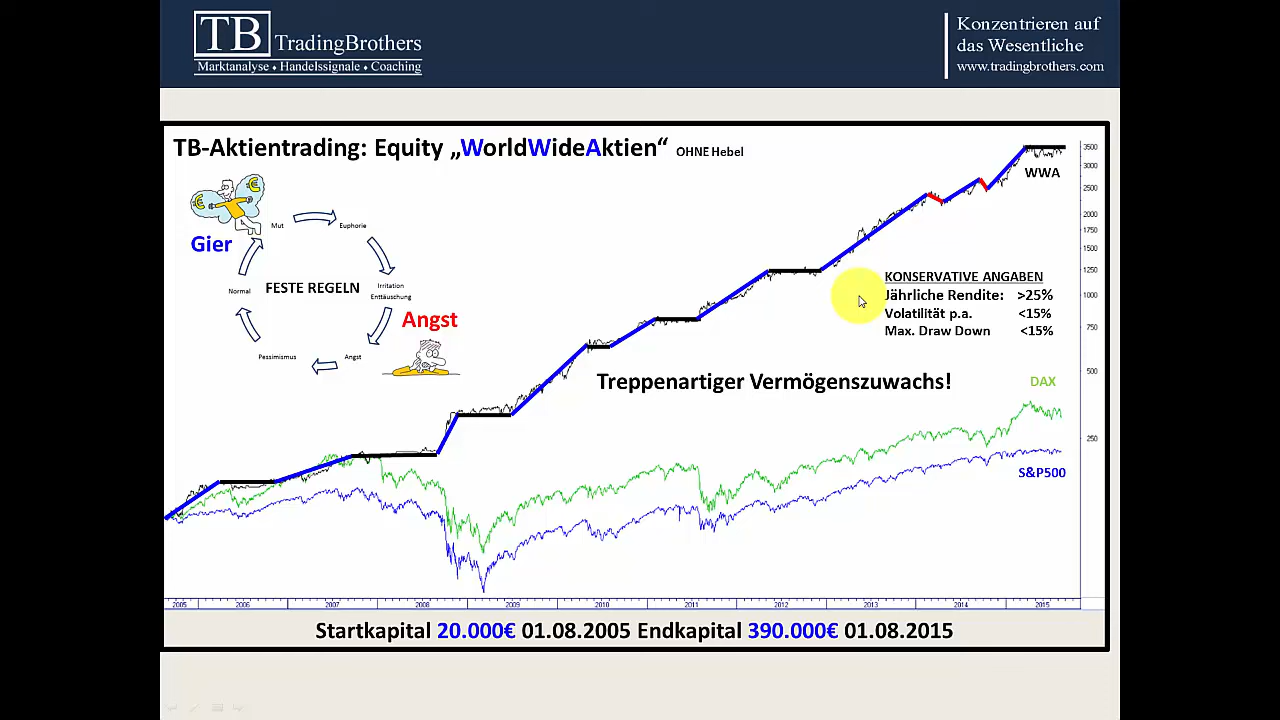 TB TradingBrothers
Marktanalyse • Handelssignale • Coaching
Konzentrieren auf
das Wesentliche
www.tradingbrothers.com
TB-Aktientrading: Equity „WorldWideAktien“ OHNE Hebel
Gier
Mut
Euphorie
Normal
FESTE REGELN
Irritation
Enttäuschung
Angst
Pessimismus
Angst
WWA
KONSERVATIVE ANGABEN
Jährliche Rendite: >25%
Volatilität p.a. <15%
Max. Draw Down <15%
Treppenartiger Vermögenszuwachs!
DAX
S&P500
3500
3000
2500
2000
1750
1500
1250
1000
750
500
250
2005 2006 2007 2008 2009 2010 2011 2012 2013 2014 2015
Startkapital 20.000€ 01.08.2005 Endkapital 390.000€ 01.08.2015